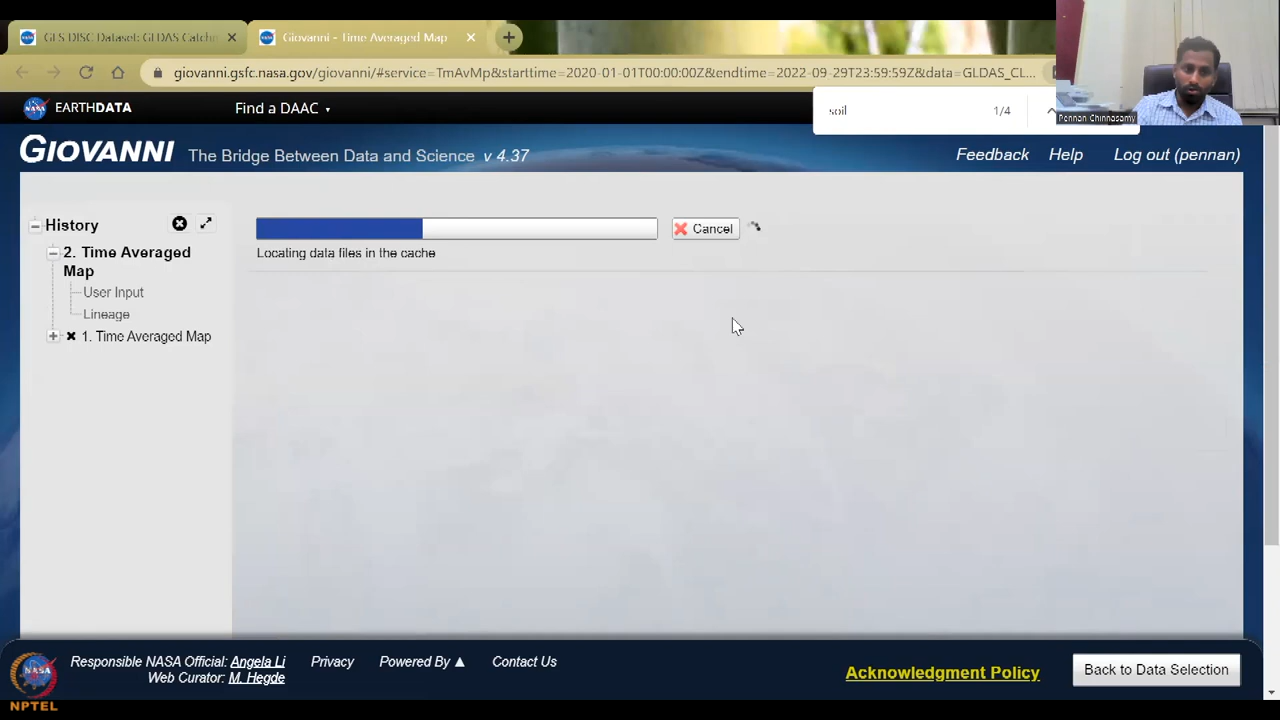 GES DISC Dataset: GLDAS Catchm
Giovanni - Time Averaged Map
giovanni.gsfc.nasa.gov/giovanni/#service=TmAvMp&starttime=2020-01-01T00:00:00Z&endtime=2022-09-29T23:59:59Z&data=GLDAS_CL...
soil 1/4
Pennan Chinnasamy
EARTHDATA
Find a DAAC
GIOVANNI The Bridge Between Data and Science v 4.37
Feedback Help Log out (pennan)
History
Cancel
Locating data files in the cache
2. Time Averaged
Map
User Input
Lineage
1. Time Averaged Map
Responsible NASA Official: Angela Li
Web Curator: M. Hegde
Privacy
Powered By
Contact Us
Acknowledgment Policy
Back to Data Selection
NPTEL